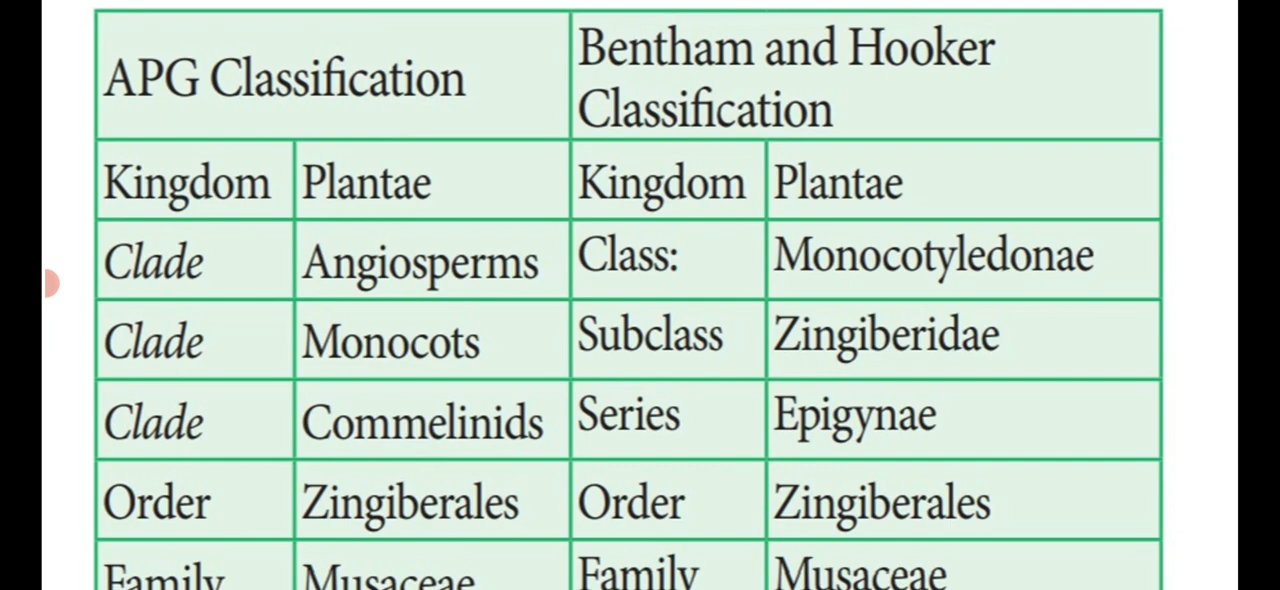 APG Classification
Bentham and Hooker
Classification
Kingdom Plantae Kingdom Plantae
Clade Angiosperms Class: Monocotyledonae
Clade Monocots Subclass Zingiberidae
Clade Commelinids Series Epigynae
Order Zingiberales Order Zingiberales
Family Musaceae Family Musaceae